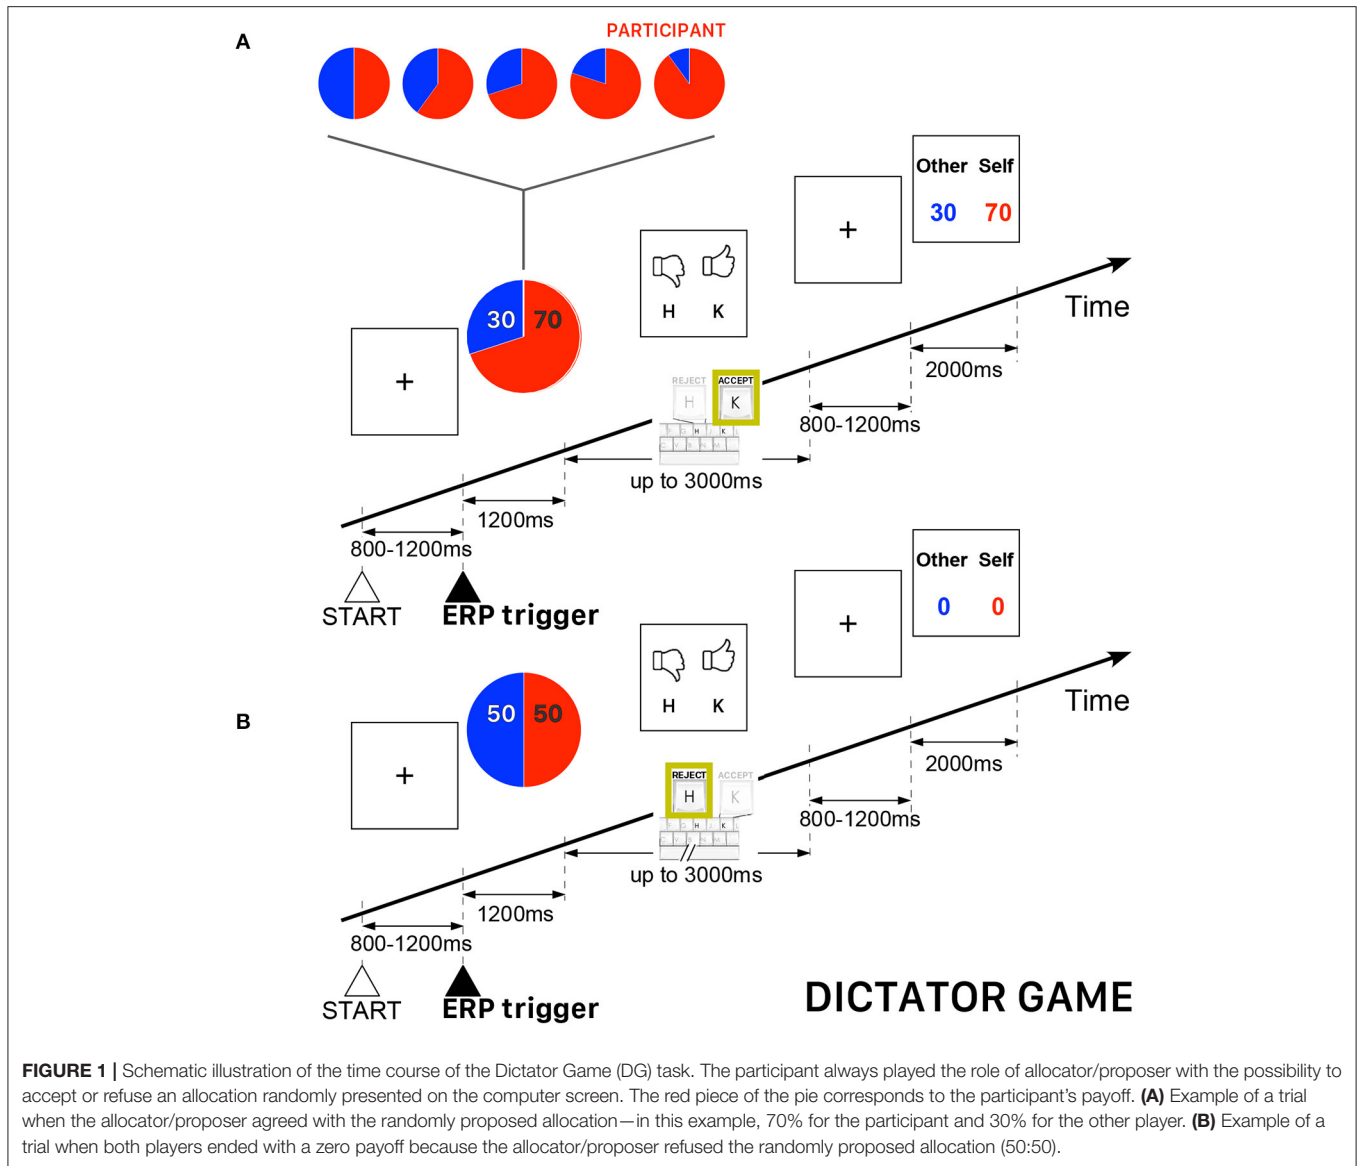 A
PARTICIPANT
Other Self
30 70
+
H K
30 70
+
Time
2000ms
REJECT ACCEPT
H K
800-1200ms
up to 3000ms
1200ms
800-1200ms
START
ERP trigger
Other Self
0 0
+
H K
B
50 50
+
Time
2000ms
REJECT ACCEPT
H K
800-1200ms
up to 3000ms
1200ms
800-1200ms
START
ERP trigger
DICTATOR GAME
FIGURE 1 | Schematic illustration of the time course of the Dictator Game (DG) task. The participant always played the role of allocator/proposer with the possibility to
accept or refuse an allocation randomly presented on the computer screen. The red piece of the pie corresponds to the participant's payoff. (A) Example of a trial
when the allocator/proposer agreed with the randomly proposed allocation—in this example, 70% for the participant and 30% for the other player. (B) Example of a
trial when both players ended with a zero payoff because the allocator/proposer refused the randomly proposed allocation (50:50).